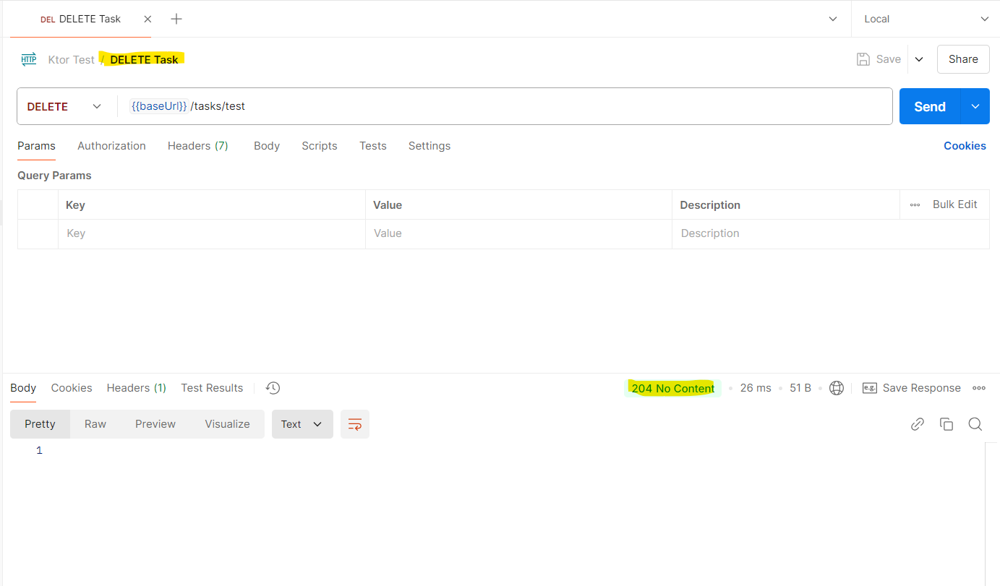 DEL DELETE Task
Local
HTTP Ktor Test / DELETE Task Save Share
DELETE {{baseUrl}} /tasks/test Send
Params Authorization Headers (7) Body Scripts Tests Settings Cookies
Query Params
Key Value Description Bulk Edit
Key Value Description
Body Cookies Headers (1) Test Results 204 No Content 26 ms 51 B e.g. Save Response
Pretty Raw Preview Visualize Text
1